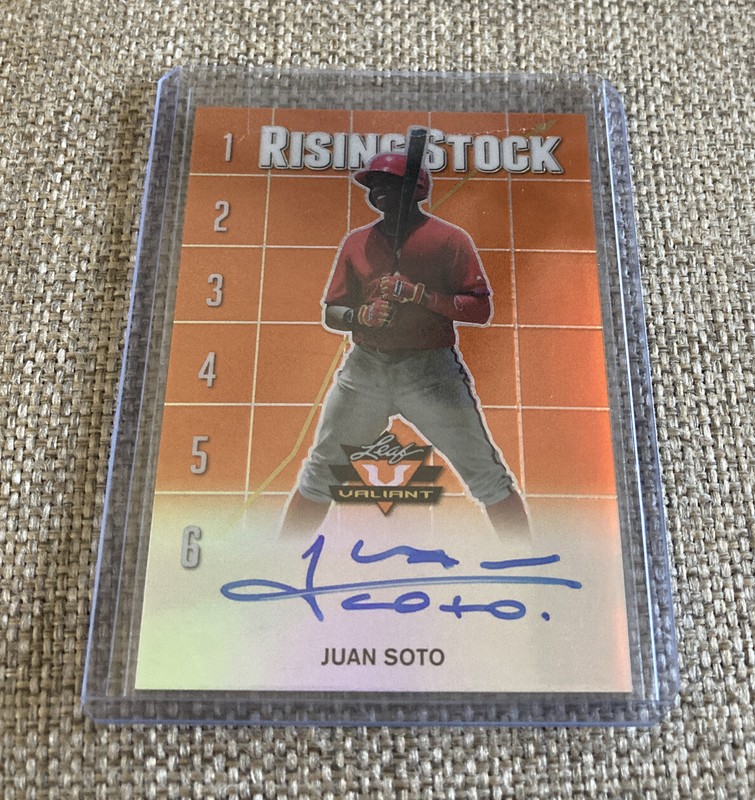 RISING STOCK
1
2
3
4
5
6
Leaf
V
VALIANT
Juan
Soto.
JUAN SOTO